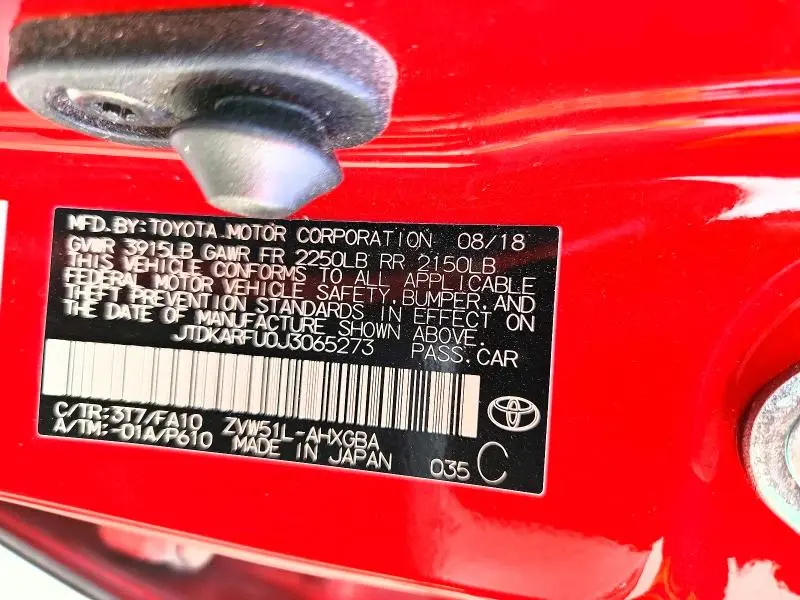 MFD. BY: TOYOTA MOTOR CORPORATION 08/18
GVWR 3915LB GAWR FR 2250LB RR 2150LB
THIS VEHICLE CONFORMS TO ALL APPLICABLE
FEDERAL MOTOR VEHICLE SAFETY, BUMPER, AND
THEFT PREVENTION STANDARDS IN EFFECT ON
THE DATE OF MANUFACTURE SHOWN ABOVE.
JTDKARFU0J3065273 PASS. CAR
C/TR: 3T7/FA10 ZVW51L-AHXGBA
A/TM: -01A/P610 MADE IN JAPAN 035 C